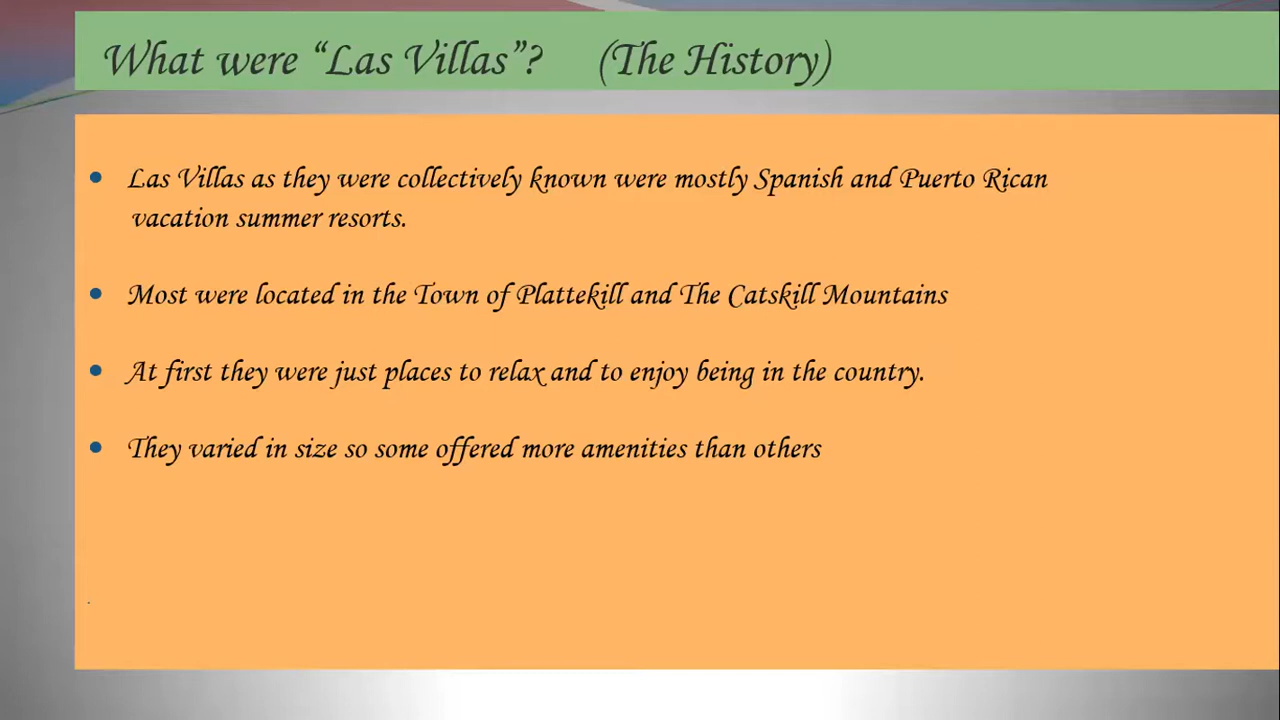 What were “Las Villas”? (The History)
• Las Villas as they were collectively known were mostly Spanish and Puerto Rican
vacation summer resorts.
• Most were located in the Town of Plattekill and The Catskill Mountains
• At first they were just places to relax and to enjoy being in the country.
• They varied in size so some offered more amenities than others
.